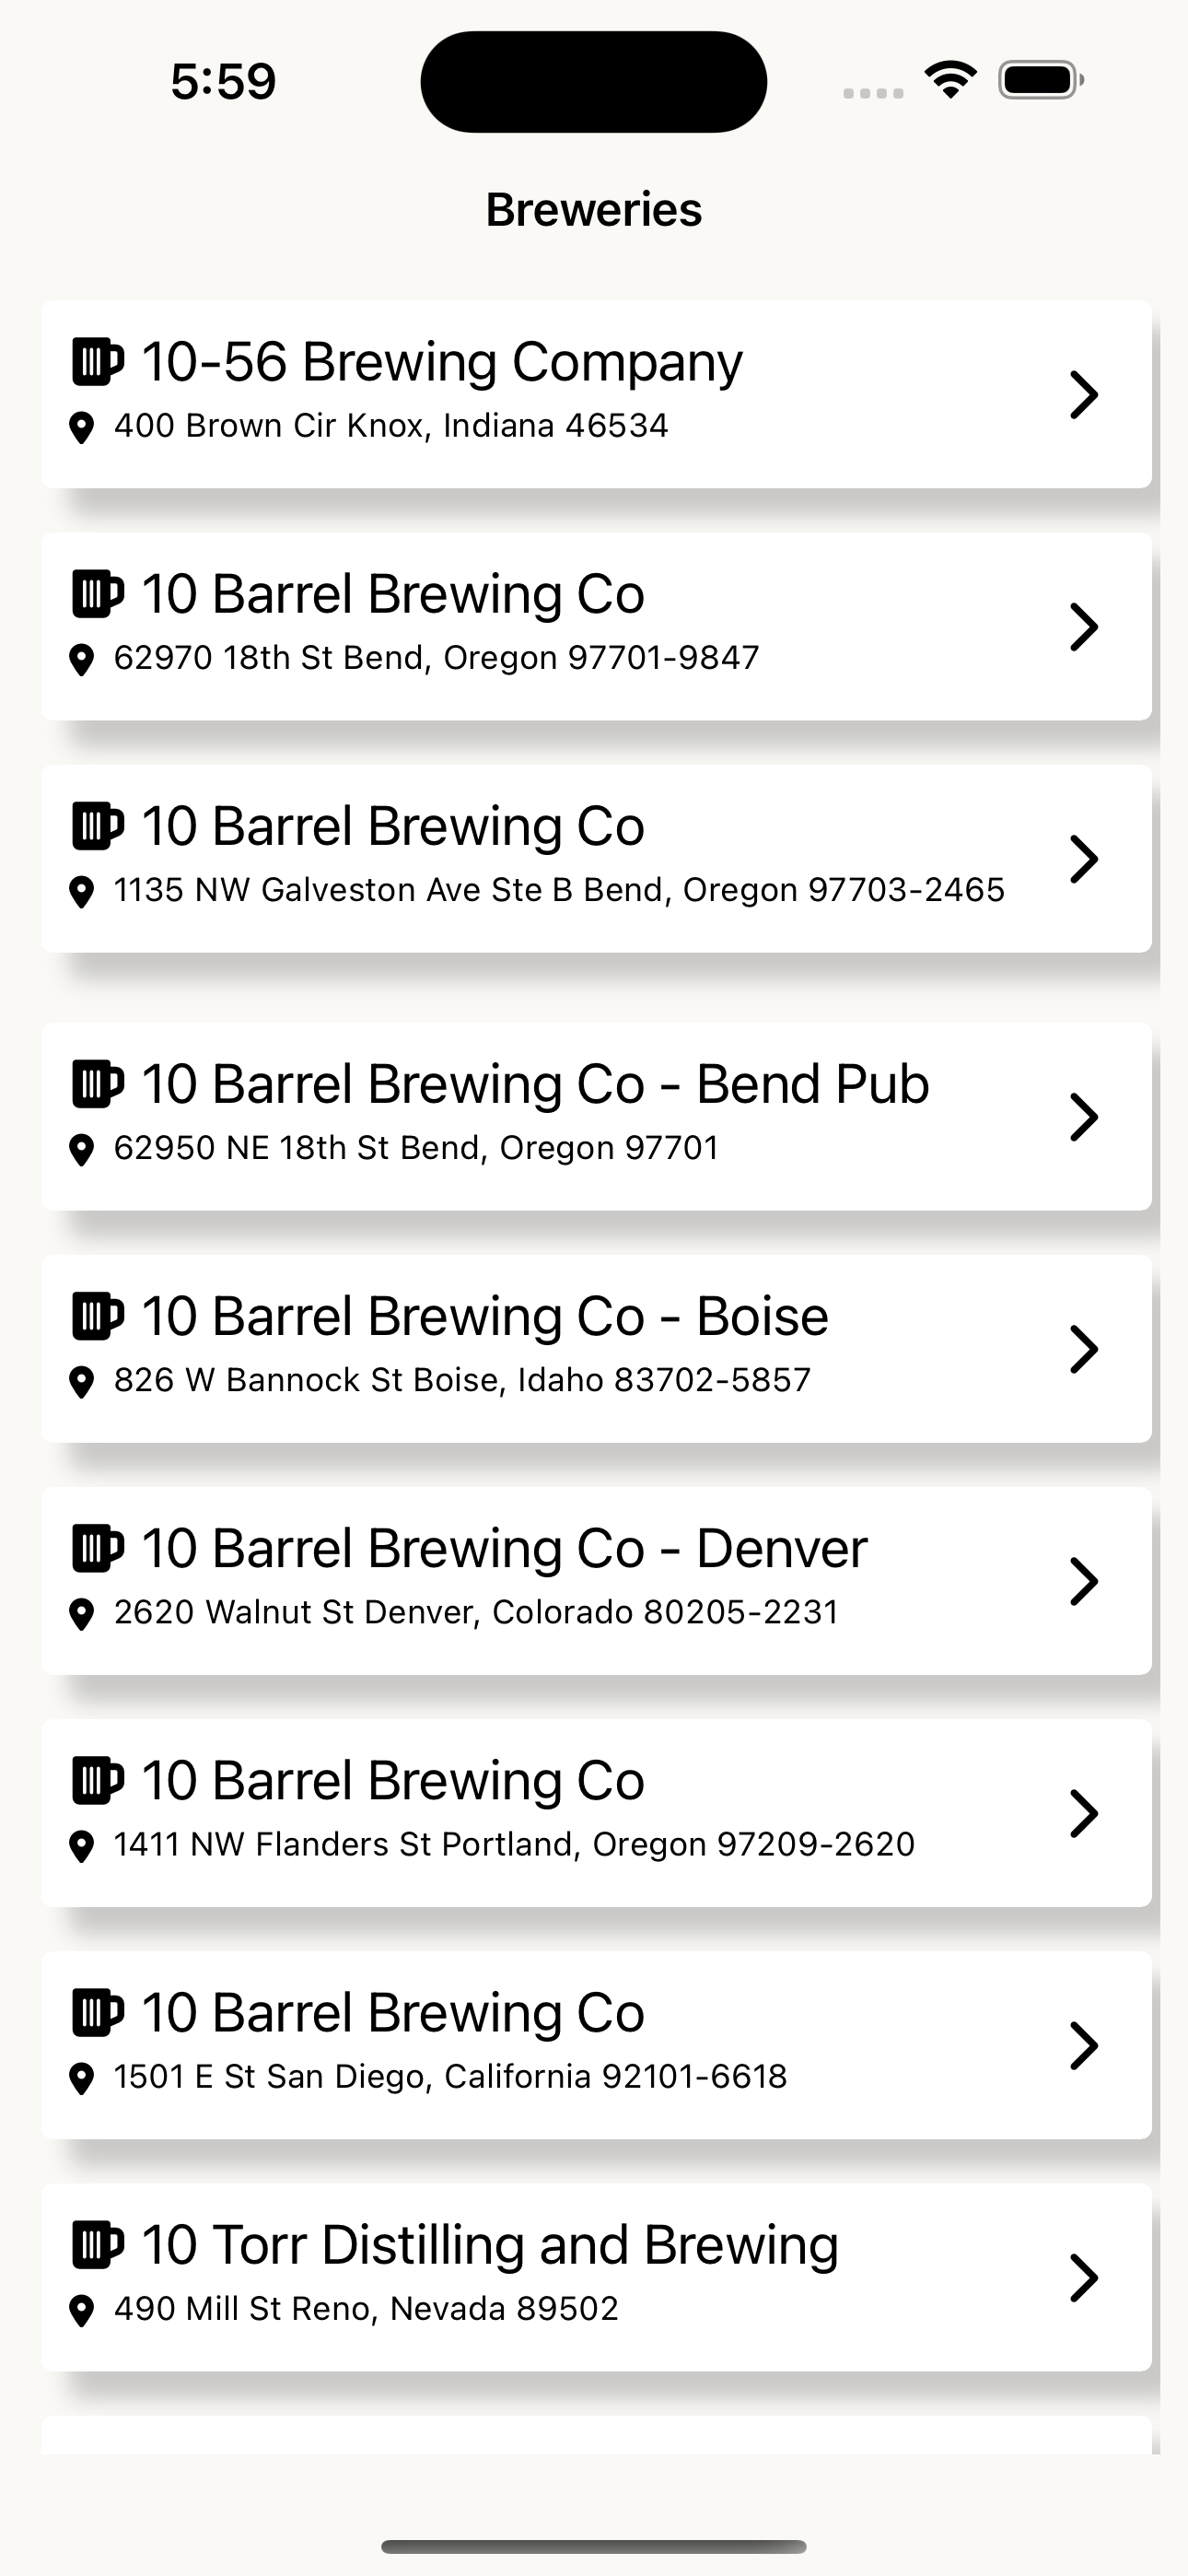 5:59
Breweries
10-56 Brewing Company
400 Brown Cir Knox, Indiana 46534
10 Barrel Brewing Co
62970 18th St Bend, Oregon 97701-9847
10 Barrel Brewing Co
1135 NW Galveston Ave Ste B Bend, Oregon 97703-2465
10 Barrel Brewing Co - Bend Pub
62950 NE 18th St Bend, Oregon 97701
10 Barrel Brewing Co - Boise
826 W Bannock St Boise, Idaho 83702-5857
10 Barrel Brewing Co - Denver
2620 Walnut St Denver, Colorado 80205-2231
10 Barrel Brewing Co
1411 NW Flanders St Portland, Oregon 97209-2620
10 Barrel Brewing Co
1501 E St San Diego, California 92101-6618
10 Torr Distilling and Brewing
490 Mill St Reno, Nevada 89502